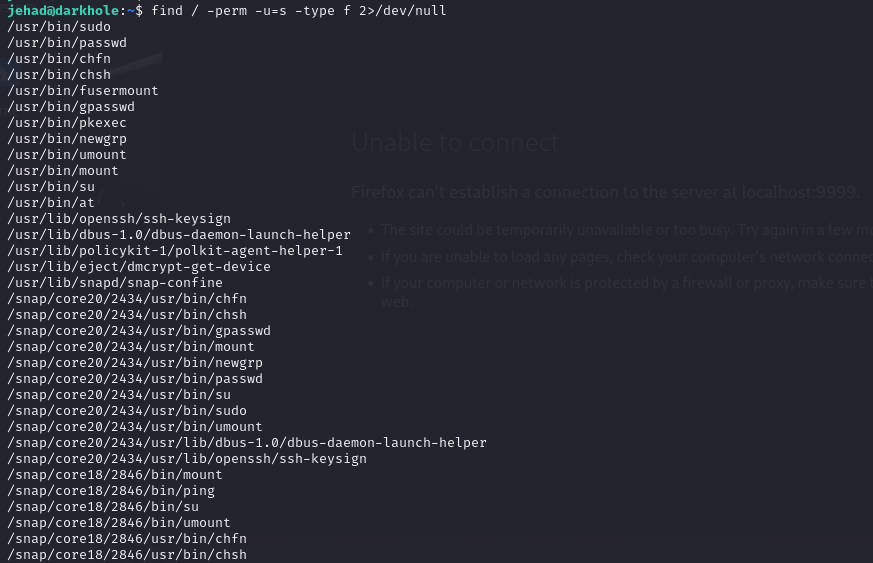 jehad@darkhole:~$ find / -perm -u=s -type f 2>/dev/null
/usr/bin/sudo
/usr/bin/passwd
/usr/bin/chfn
/usr/bin/chsh
/usr/bin/fusermount
/usr/bin/gpasswd
/usr/bin/pkexec
/usr/bin/newgrp
/usr/bin/umount
/usr/bin/mount
/usr/bin/su
/usr/bin/at
/usr/lib/openssh/ssh-keysign
/usr/lib/dbus-1.0/dbus-daemon-launch-helper
/usr/lib/policykit-1/polkit-agent-helper-1
/usr/lib/eject/dmcrypt-get-device
/usr/lib/snapd/snap-confine
/snap/core20/2434/usr/bin/chfn
/snap/core20/2434/usr/bin/chsh
/snap/core20/2434/usr/bin/gpasswd
/snap/core20/2434/usr/bin/mount
/snap/core20/2434/usr/bin/newgrp
/snap/core20/2434/usr/bin/passwd
/snap/core20/2434/usr/bin/su
/snap/core20/2434/usr/bin/sudo
/snap/core20/2434/usr/bin/umount
/snap/core20/2434/usr/lib/dbus-1.0/dbus-daemon-launch-helper
/snap/core20/2434/usr/lib/openssh/ssh-keysign
/snap/core18/2846/bin/mount
/snap/core18/2846/bin/ping
/snap/core18/2846/bin/su
/snap/core18/2846/bin/umount
/snap/core18/2846/usr/bin/chfn
/snap/core18/2846/usr/bin/chsh
Unable to connect
Firefox can't establish a connection to the server at localhost:9999.
• The site could be temporarily unavailable or too busy. Try again in a few
• If you are unable to load any pages, check your computer's network
• If your computer or network is protected by a firewall or proxy, make sure
web.